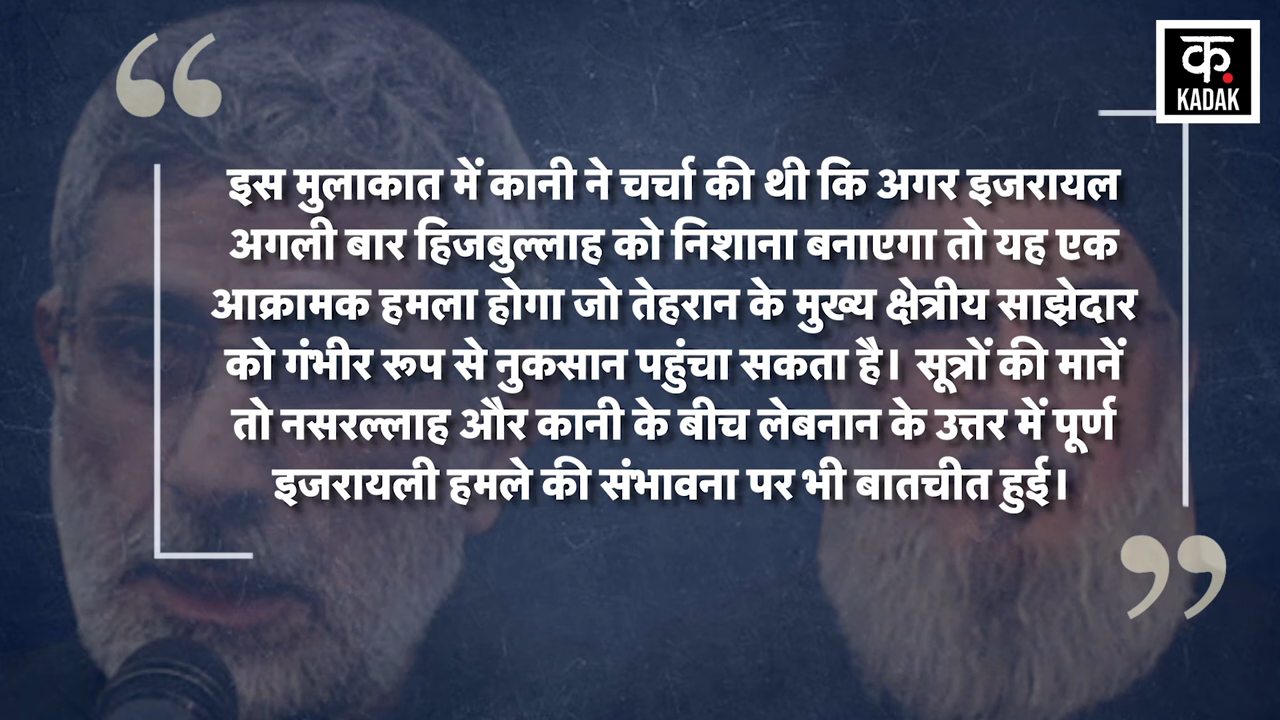 क.
KADAK
इस मुलाकात में कानी ने चर्चा की थी कि अगर इजरायल
अगली बार हिजबुल्लाह को निशाना बनाएगा तो यह एक
आक्रामक हमला होगा जो तेहरान के मुख्य क्षेत्रीय साझेदार
को गंभीर रूप से नुकसान पहुंचा सकता है। सूत्रों की मानें
तो नसरल्लाह और कानी के बीच लेबनान के उत्तर में पूर्ण
इजरायली हमले की संभावना पर भी बातचीत हुई।